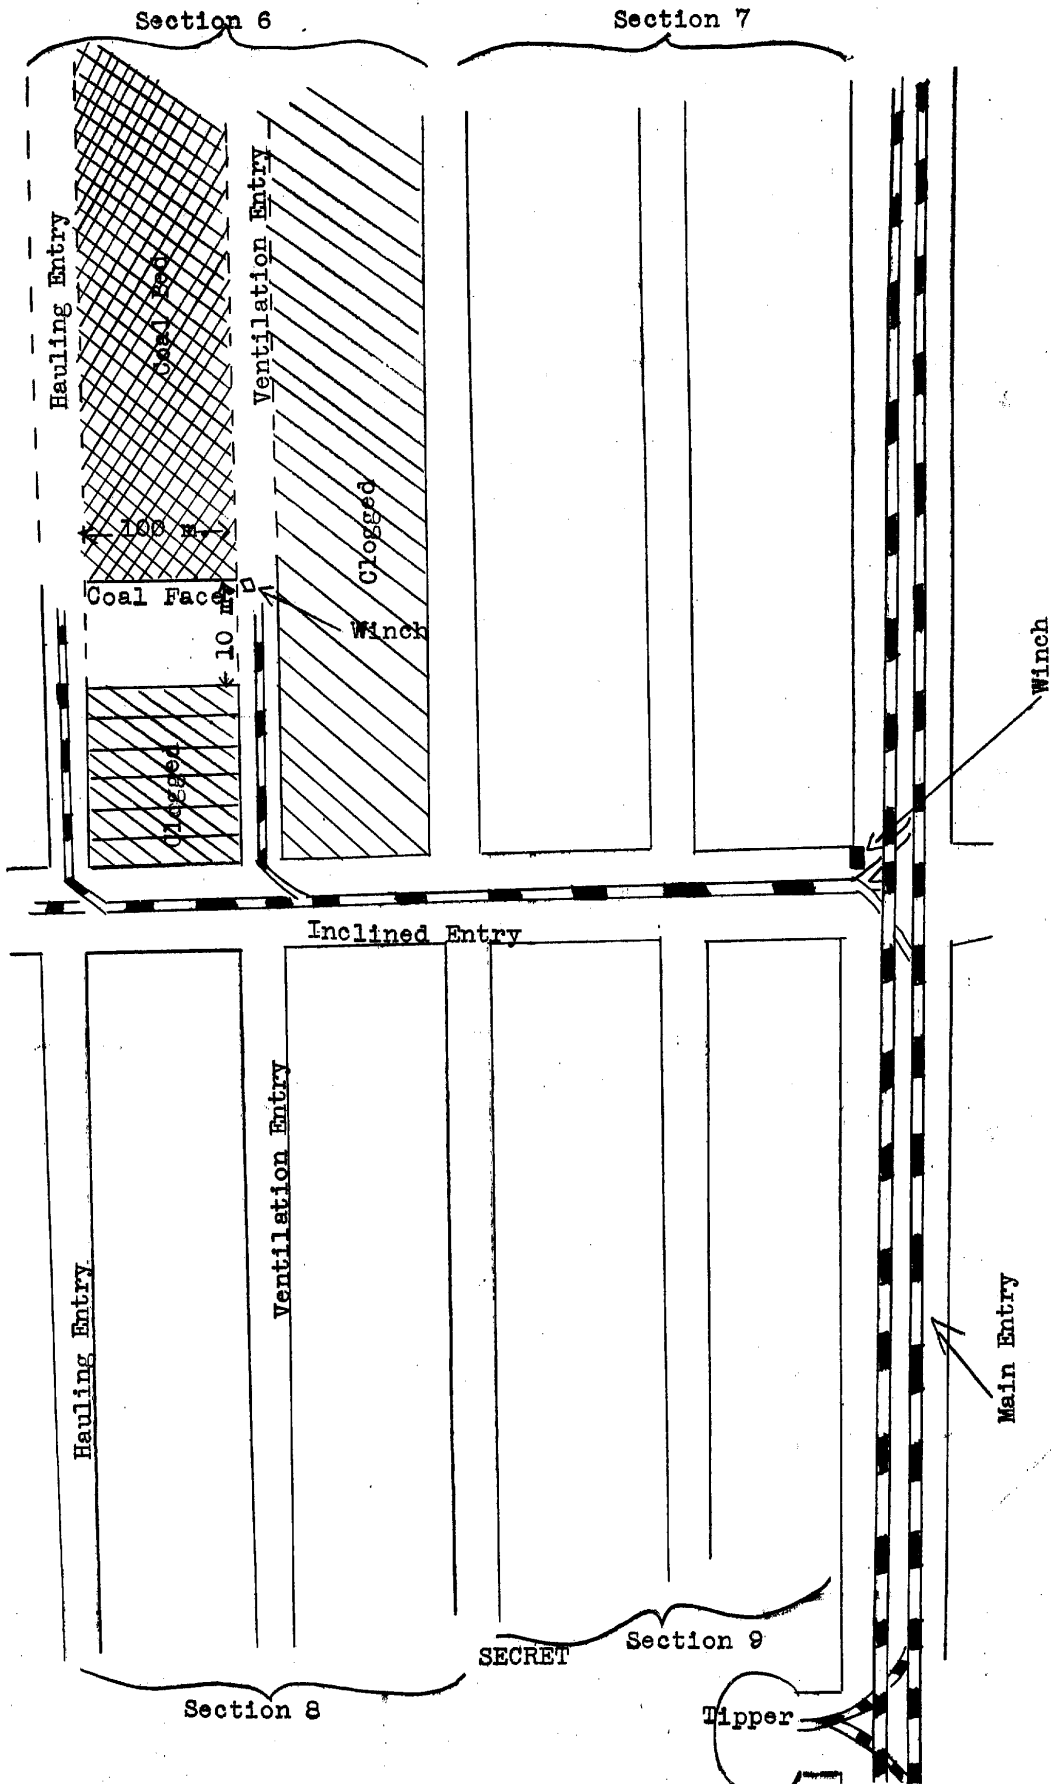 Section 6
Section 7
Hauling Entry
Coal Bed
Ventilation Entry
Clogged
100 m.
Coal Face
10 m.
Winch
Winch
Clogged
Inclined Entry
Ventilation Entry
Hauling Entry
Main Entry
Section 9
SECRET
Section 8
Tipper